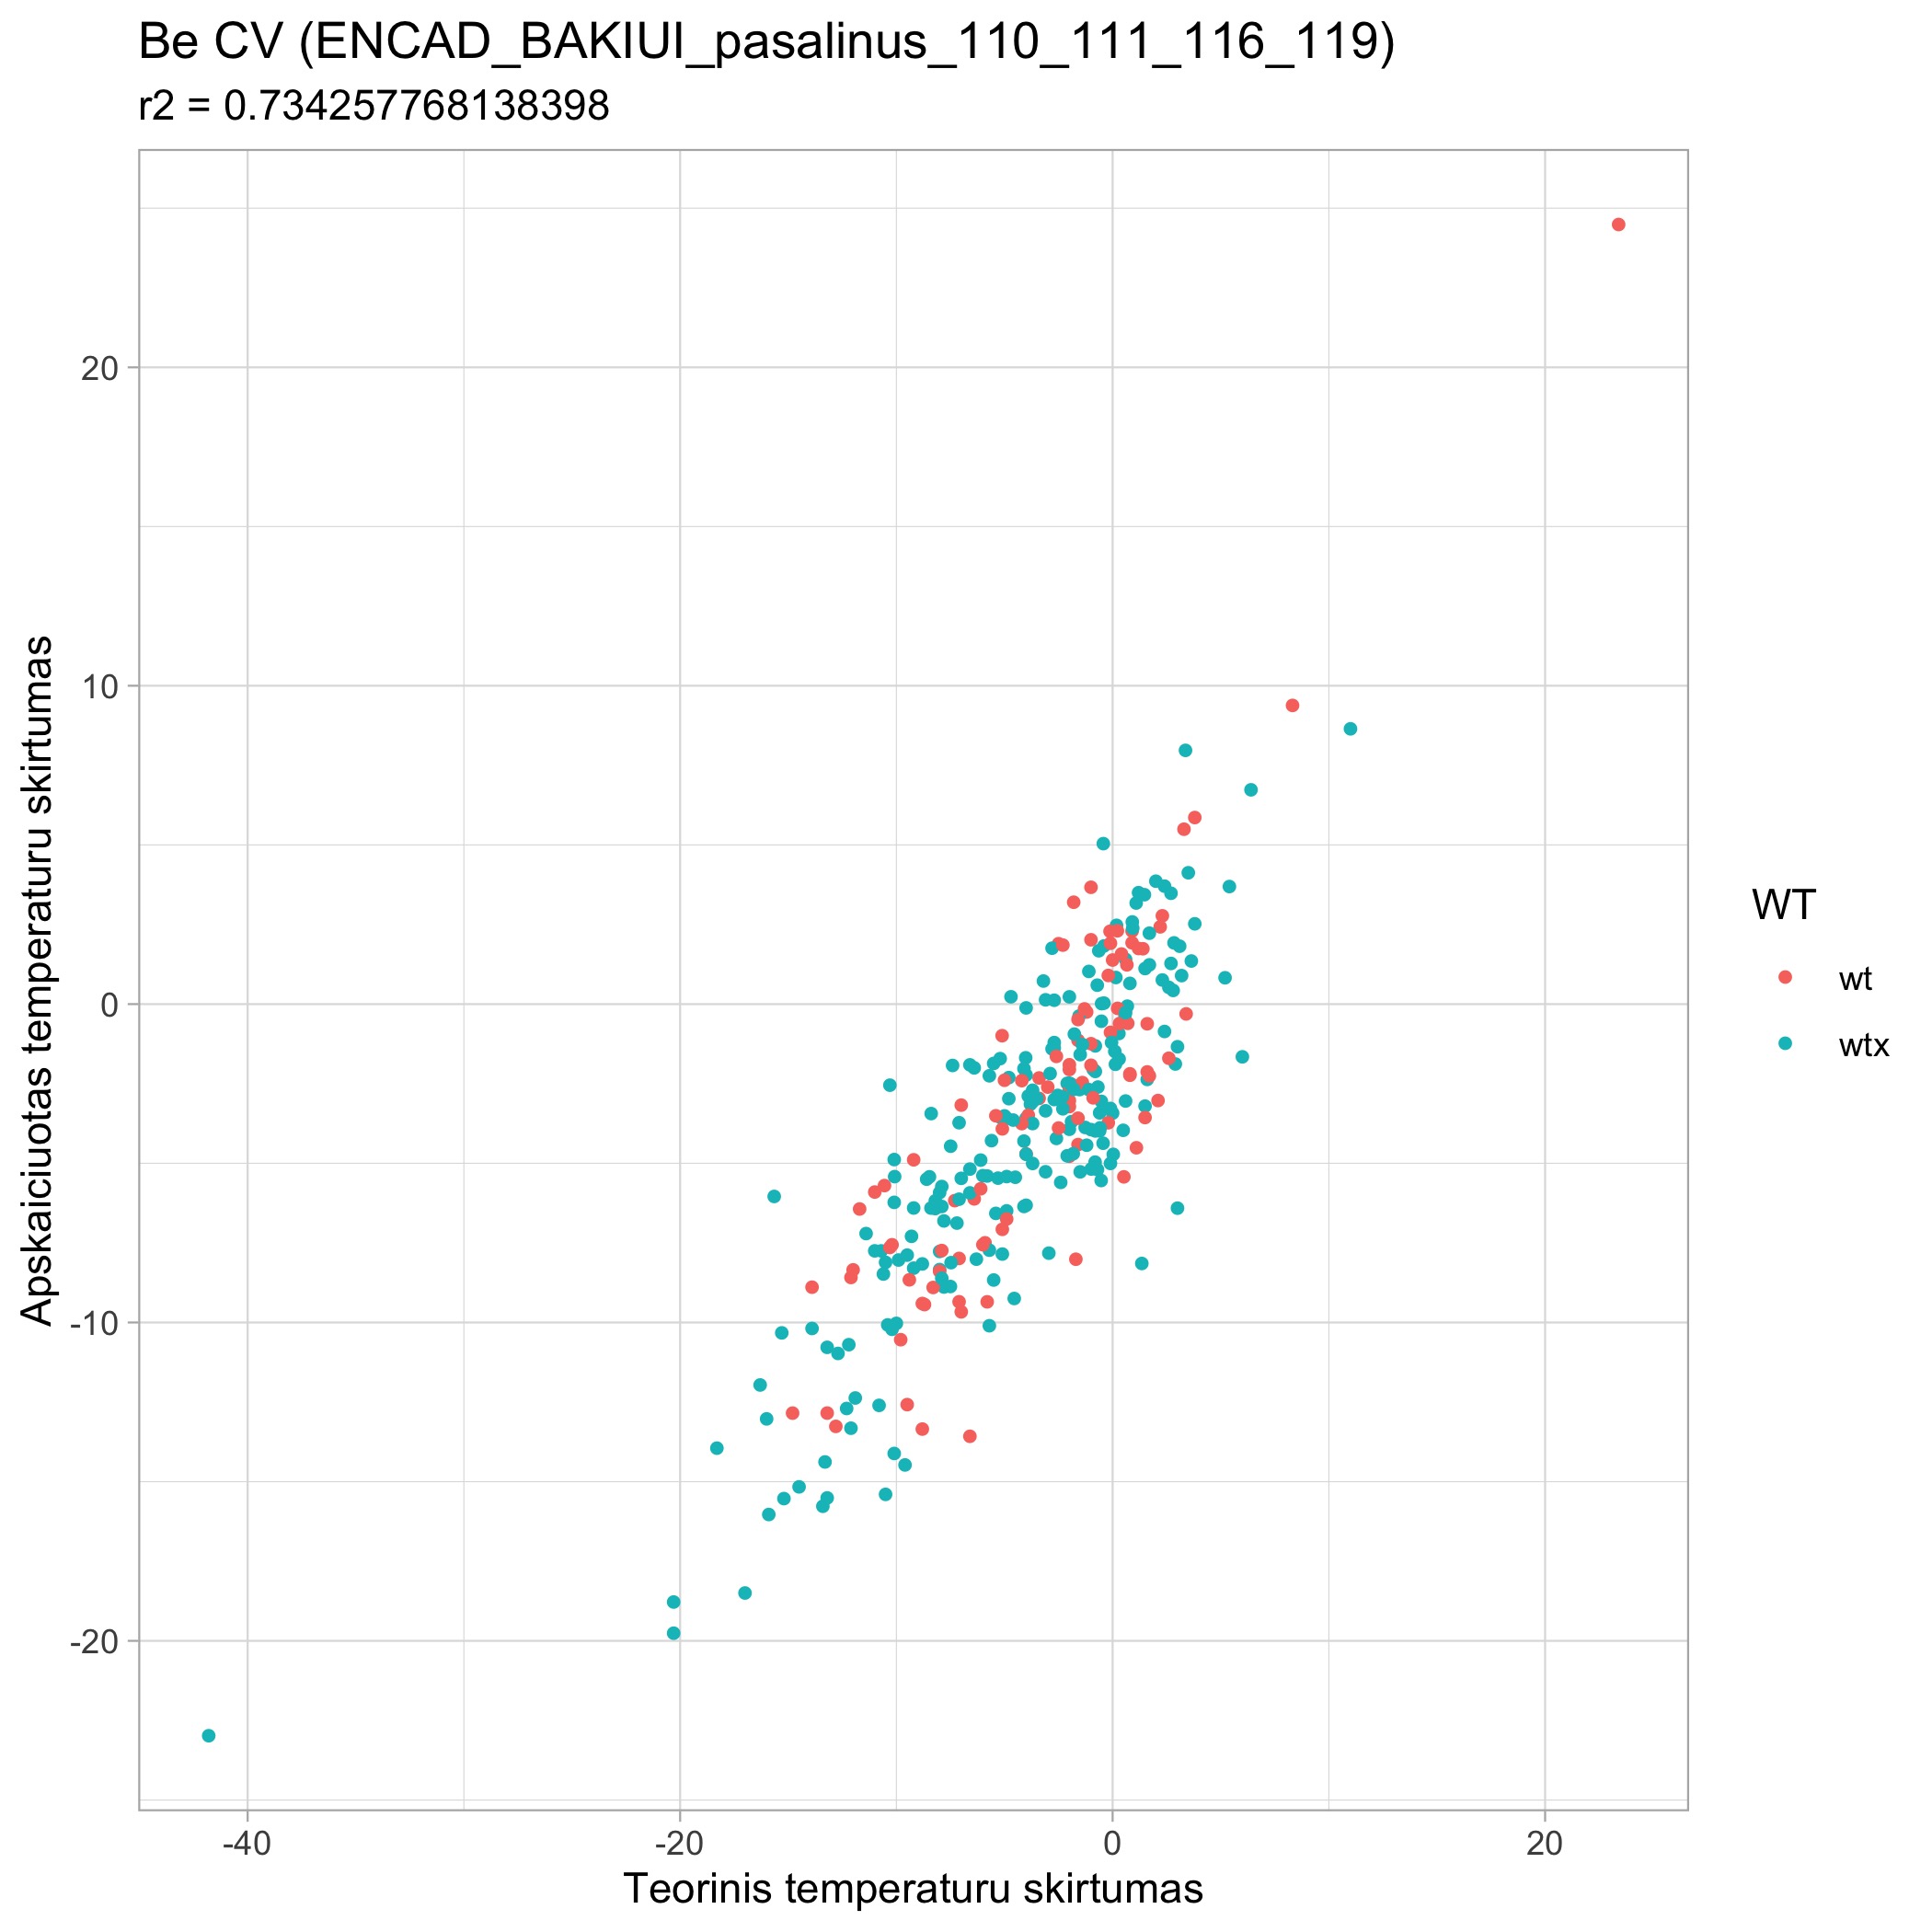 Be CV (ENCAD_BAKIUI_pasalinus_110_111_116_119)
r2 = 0.734257768138398
Apskaiciuotas temperaturu skirtumas
20
10
0
-10
-20
-40
-20
0
20
Teorinis temperaturu skirtumas
WT
wt
wtx